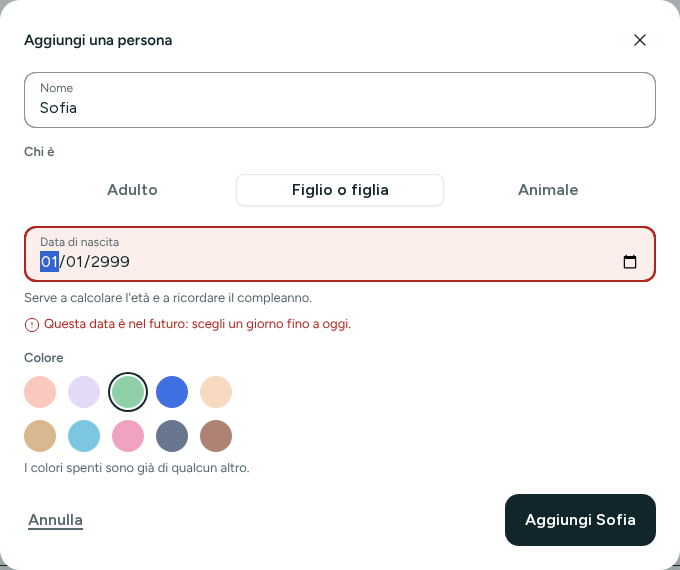 Aggiungi una persona
Nome
Sofia
Chi è
Adulto
Figlio o figlia
Animale
Data di nascita
01/01/2999
Serve a calcolare l'età e a ricordare il compleanno.
Questa data è nel futuro: scegli un giorno fino a oggi.
Colore
I colori spenti sono già di qualcun altro.
Annulla
Aggiungi Sofia